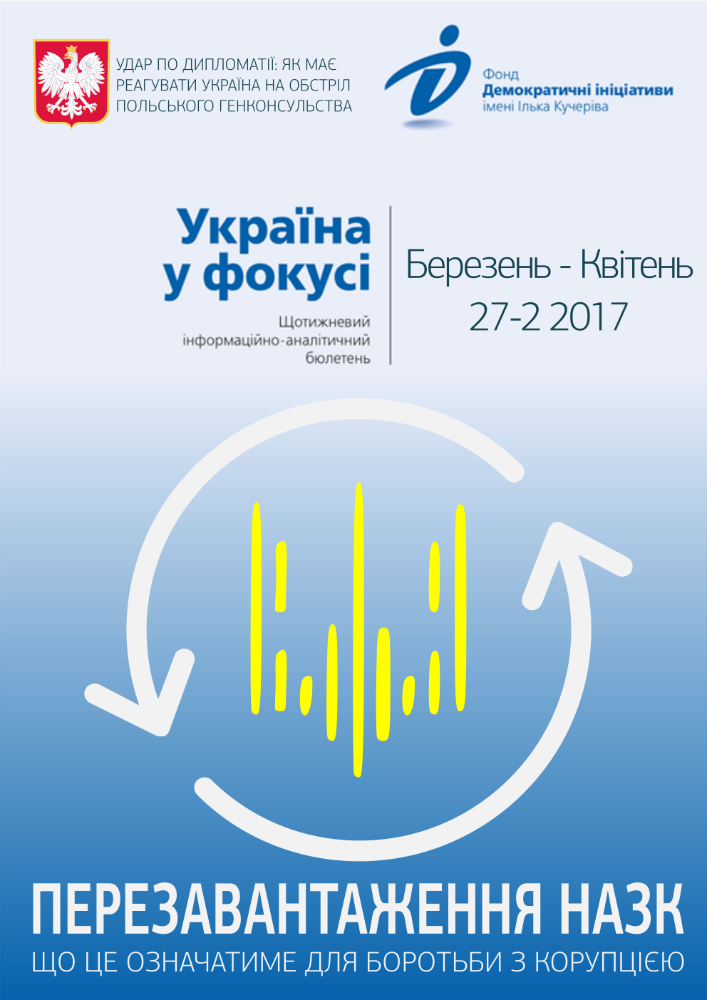 УДАР ПО ДИПЛОМАТІЇ: ЯК МАЄ
РЕАГУВАТИ УКРАЇНА НА ОБСТРІЛ
ПОЛЬСЬКОГО ГЕНКОНСУЛЬСТВА
Фонд
Демократичні ініціативи
імені Ілька Кучеріва
Україна
у фокусі
Щотижневий
інформаційно-аналітичний
бюлетень
Березень - Квітень
27-2 2017
ПЕРЕЗАВАНТАЖЕННЯ НАЗК
ЩО ЦЕ ОЗНАЧАТИМЕ ДЛЯ БОРОТЬБИ З КОРУПЦІЄЮ